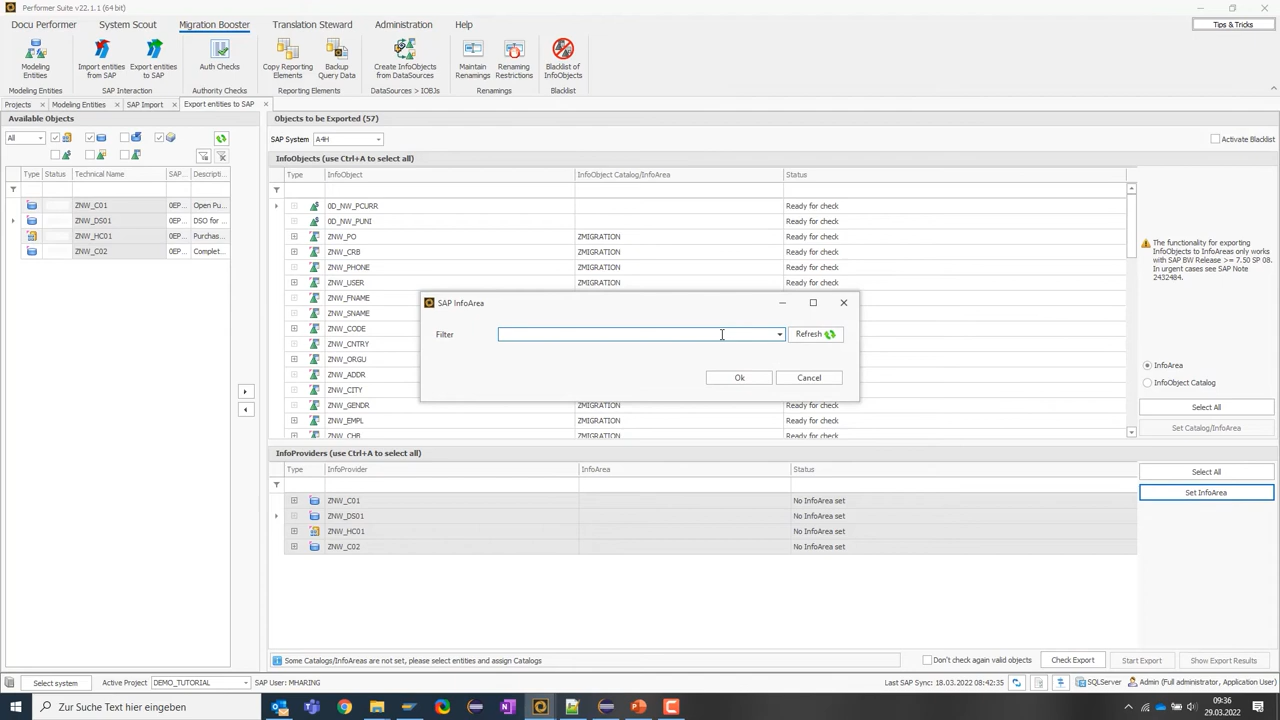 Performer Suite v22.1.1 (64 bit)
Docu Performer
System Scout
Migration Booster
Translation Steward
Administration
Help
Tips & Tricks
Modeling Entities
Import entities from SAP
Export entities to SAP
Auth Checks
Copy Reporting Elements
Backup Query Data
Create InfoObjects from DataSources
Maintain Renamings
Renaming Restrictions
Blacklist of InfoObjects
Modeling Entities
SAP Interaction
Authority Checks
Reporting Elements
DataSources > IOBJs
Renamings
Blacklist
Projects
Modeling Entities
SAP Import
Export entities to SAP
Available Objects
Objects to be Exported (57)
All
SAP System
A4H
Activate Blacklist
InfoObjects (use Ctrl+A to select all)
Type Status Technical Name SAP... Descripti...
ZNW_C01 0EP... Open Pu...
ZNW_DS01 0EP... DSO for ...
ZNW_HC01 0EP... Purchas...
ZNW_C02 0EP... Complet...
Type InfoObject InfoObject Catalog/InfoArea Status
0D_NW_PCURR Ready for check
0D_NW_PUNI Ready for check
ZNW_PO ZMIGRATION Ready for check
ZNW_CRB ZMIGRATION Ready for check
ZNW_PHONE ZMIGRATION Ready for check
ZNW_USER ZMIGRATION Ready for check
ZNW_FNAME
ZNW_SNAME
ZNW_CODE
ZNW_CNTRY
ZNW_ORGU
ZNW_ADDR
ZNW_CITY
ZNW_GENDR ZMIGRATION Ready for check
ZNW_EMPL ZMIGRATION Ready for check
ZNW_CHB ZMIGRATION Ready for check
SAP InfoArea
Filter
Refresh
Ok
Cancel
The functionality for exporting
InfoObjects to InfoAreas only works
with SAP BW Release >= 7.50 SP 08.
In urgent cases see SAP Note
2432484.
InfoArea
InfoObject Catalog
Select All
Set Catalog/InfoArea
InfoProviders (use Ctrl+A to select all)
Type InfoProvider InfoArea Status
ZNW_C01 No InfoArea set
ZNW_DS01 No InfoArea set
ZNW_HC01 No InfoArea set
ZNW_C02 No InfoArea set
Select All
Set InfoArea
Some Catalogs/InfoAreas are not set, please select entities and assign Catalogs
Don't check again valid objects
Check Export
Start Export
Show Export Results
Select system
Active Project
DEMO_TUTORIAL
SAP User: MHARING
Last SAP Sync: 18.03.2022 08:42:35
SQLServer
Admin (Full administrator, Application User)
Zur Suche Text hier eingeben
09:36
29.03.2022